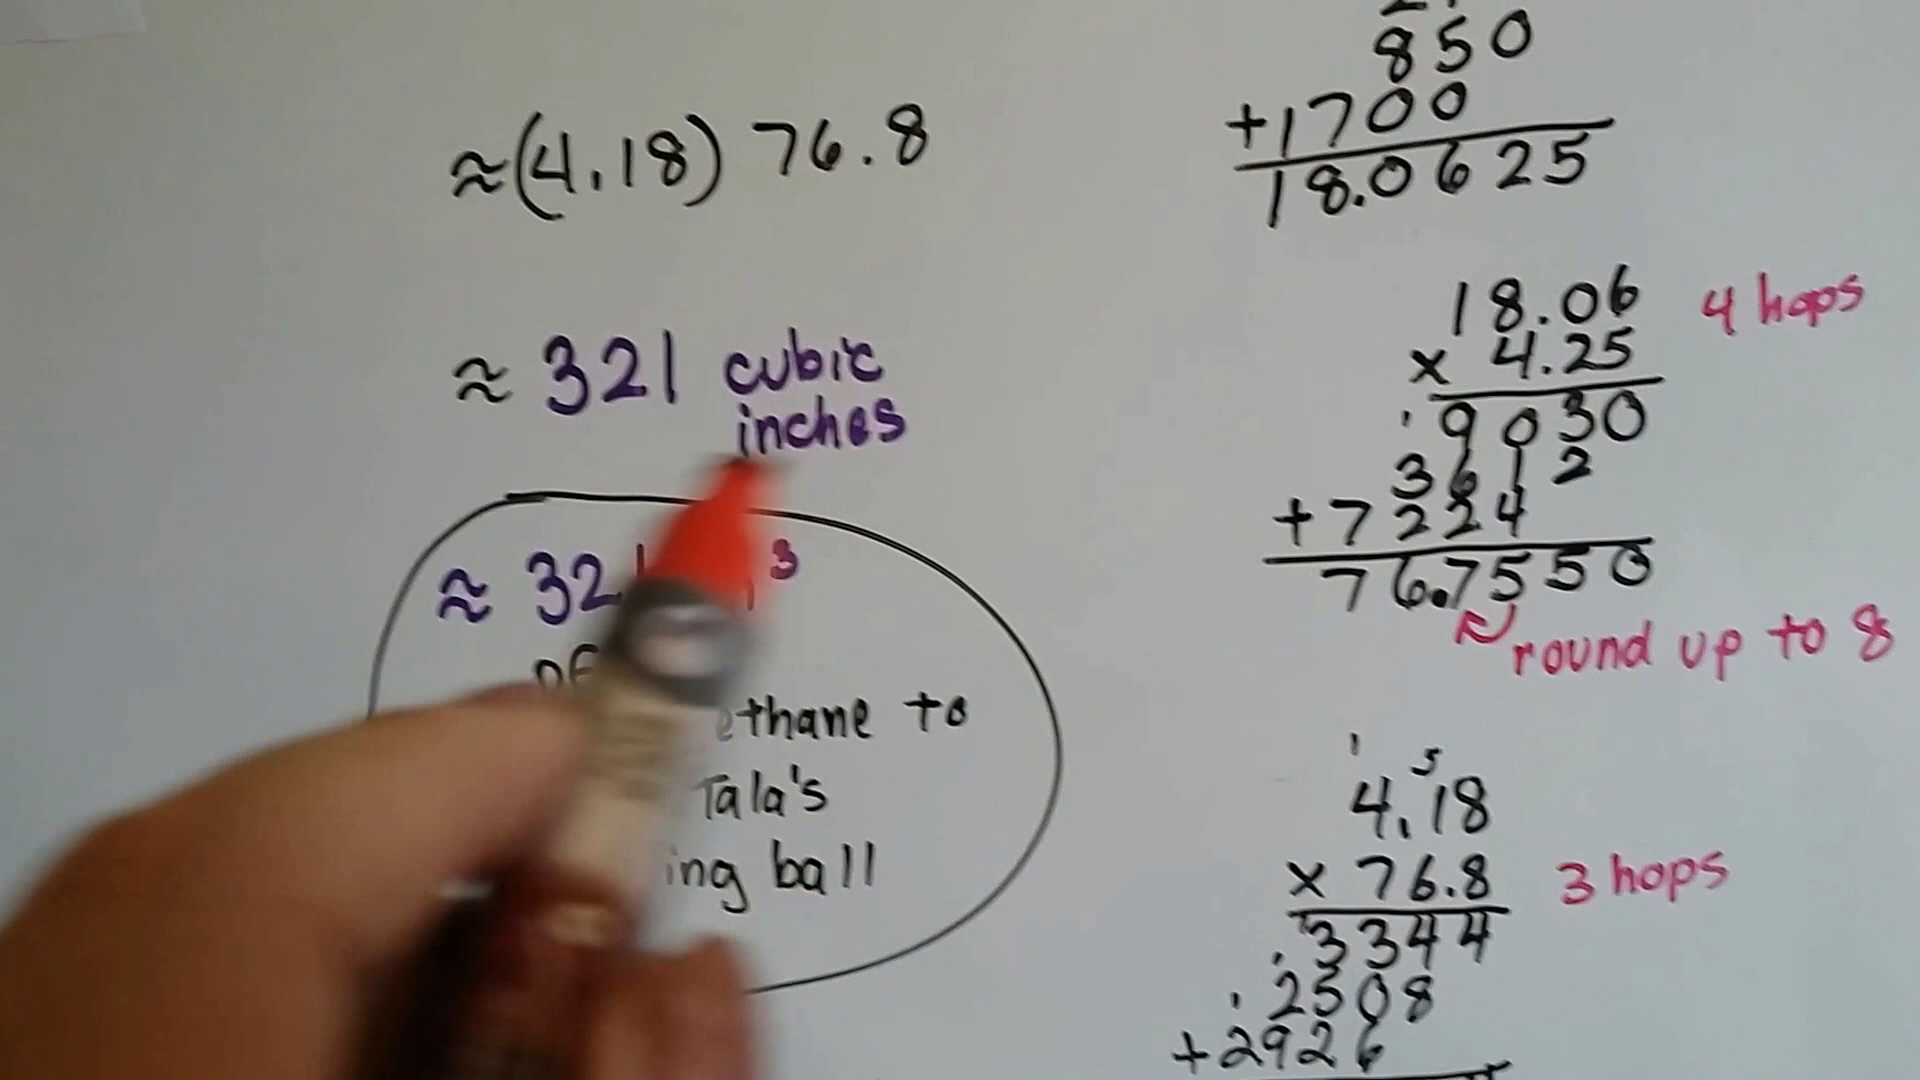 ≈(4.18) 76.8
≈ 321 cubic
inches
≈ 32 3
ethane to
Tala's
ing ball
850
+1700
18.0625
18.06 4 hops
x 4.25
9030
3612
+7224
76.7550
round up to 8
4.18
x 76.8 3 hops
3344
2508
+2926